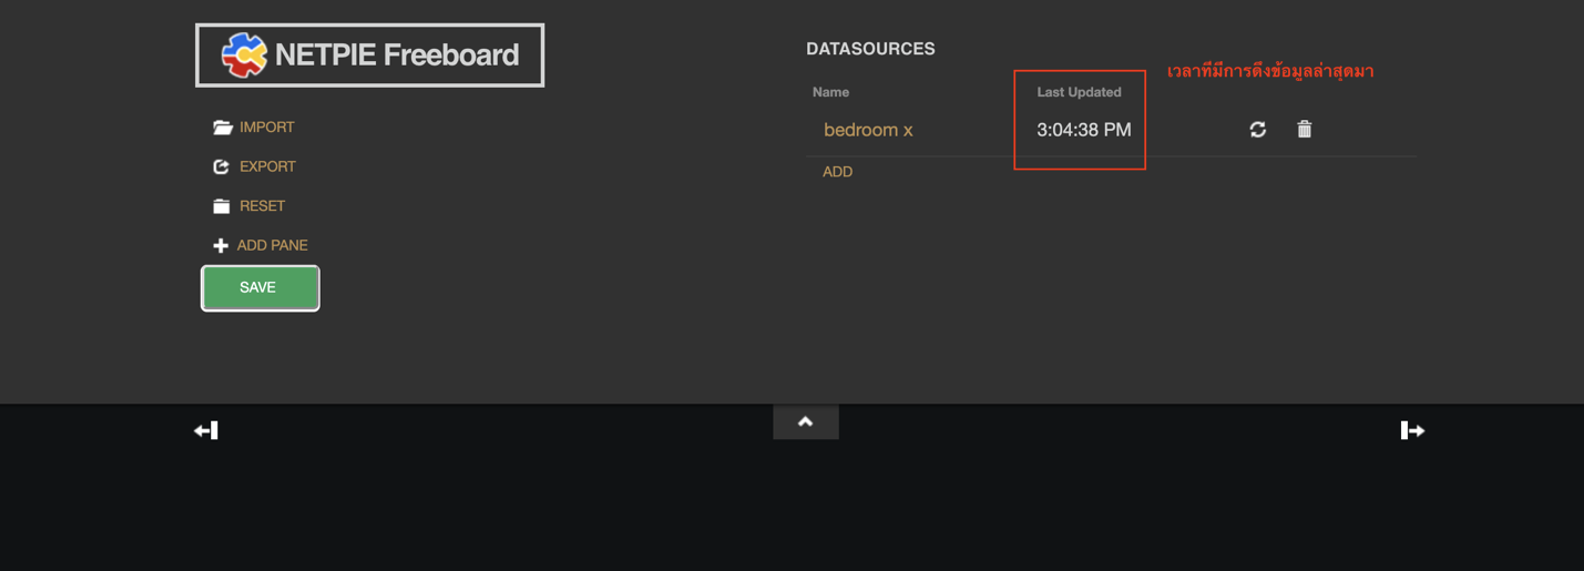 NETPIE Freeboard
IMPORT
EXPORT
RESET
ADD PANE
SAVE
DATASOURCES
Name Last Updated
bedroom x 3:04:38 PM
ADD
เวลาที่มีการดึงข้อมูลล่าสุดมา